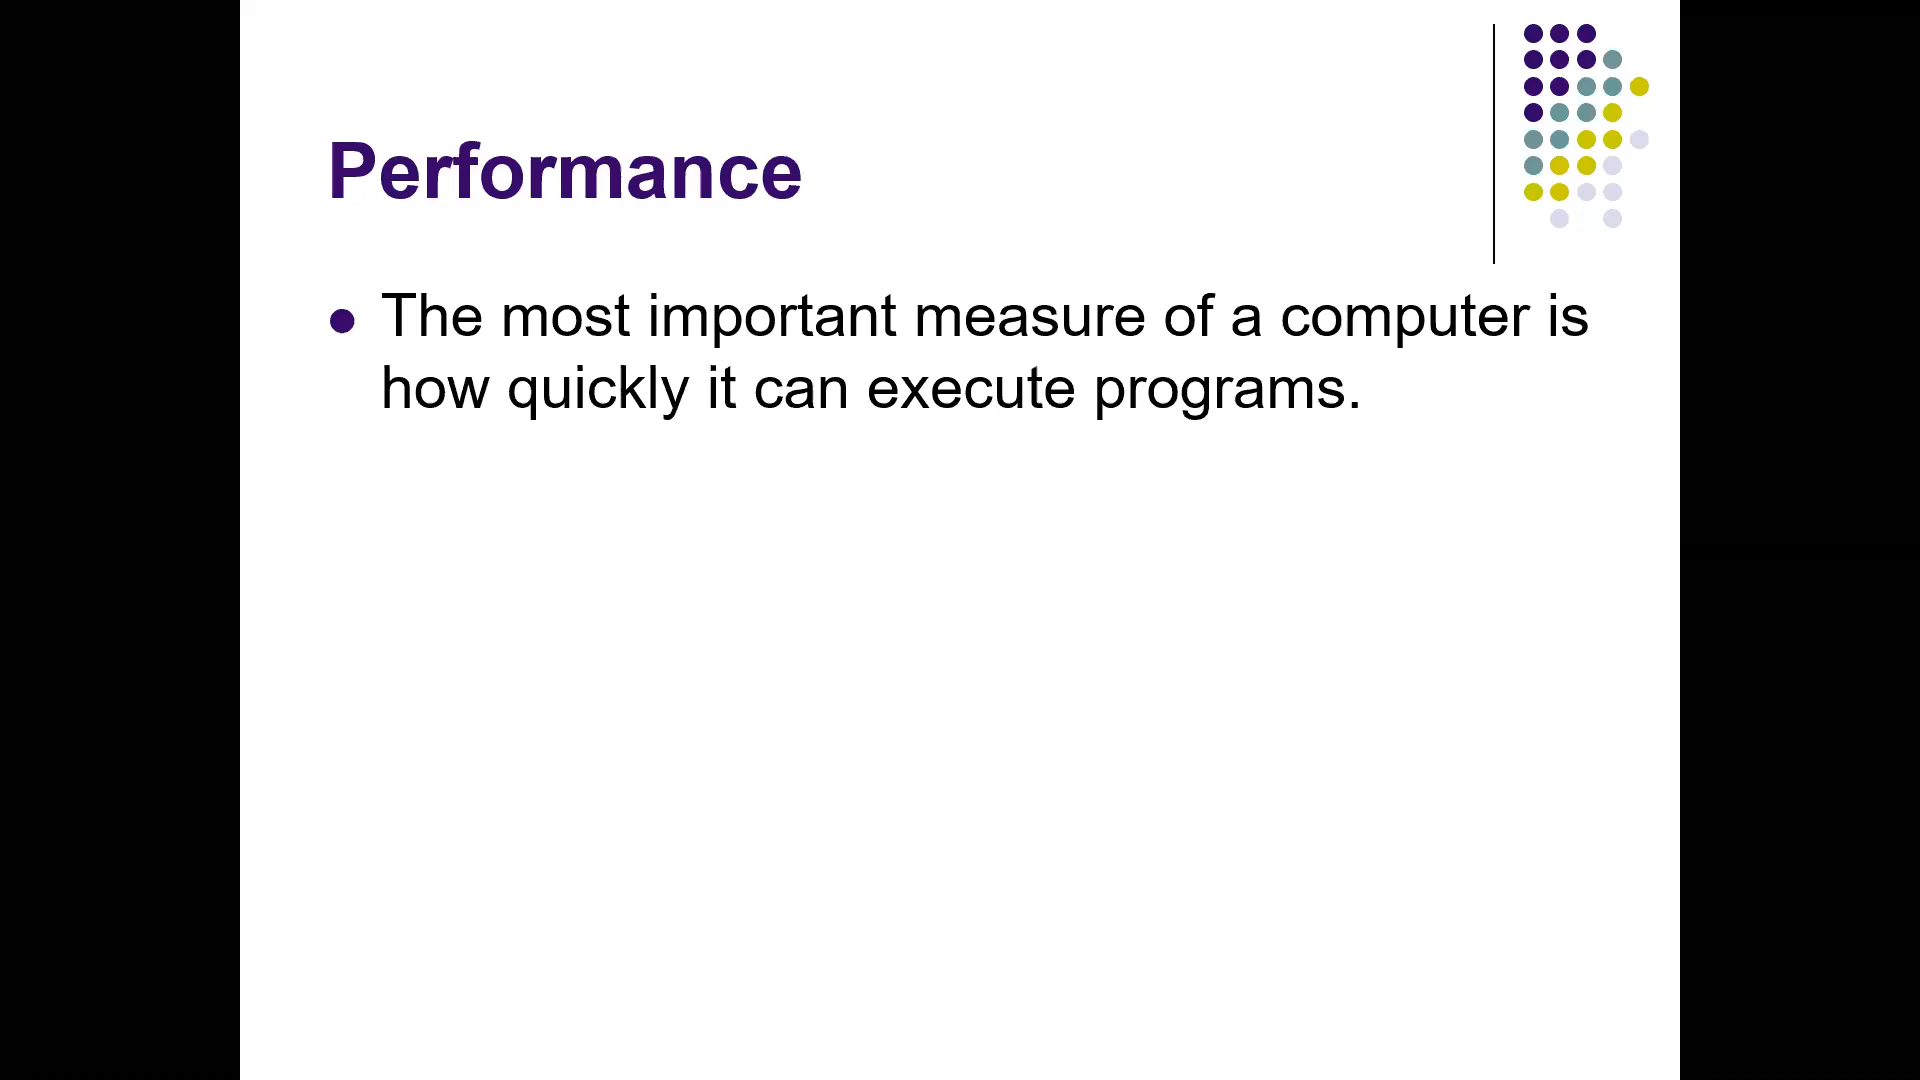 Performance
The most important measure of a computer is
how quickly it can execute programs.